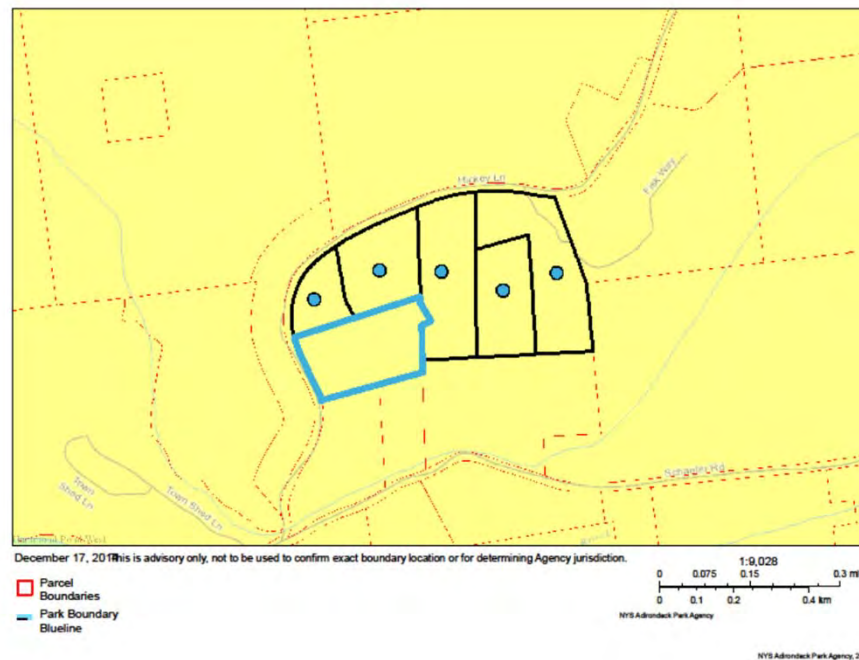 Hickey Ln
Fisk Way
Schaefer Rd
Town
Shed Ln
Town Shed Ln
December 17, 201
This is advisory only, not to be used to confirm exact boundary location or for determining Agency jurisdiction.
Parcel
Boundaries
Park Boundary
Blueline
1:9,028
0 0.075 0.15 0.3 mi
0 0.1 0.2 0.4 km
NYS Adirondack Park Agency
NYS Adirondack Park Agency, 2